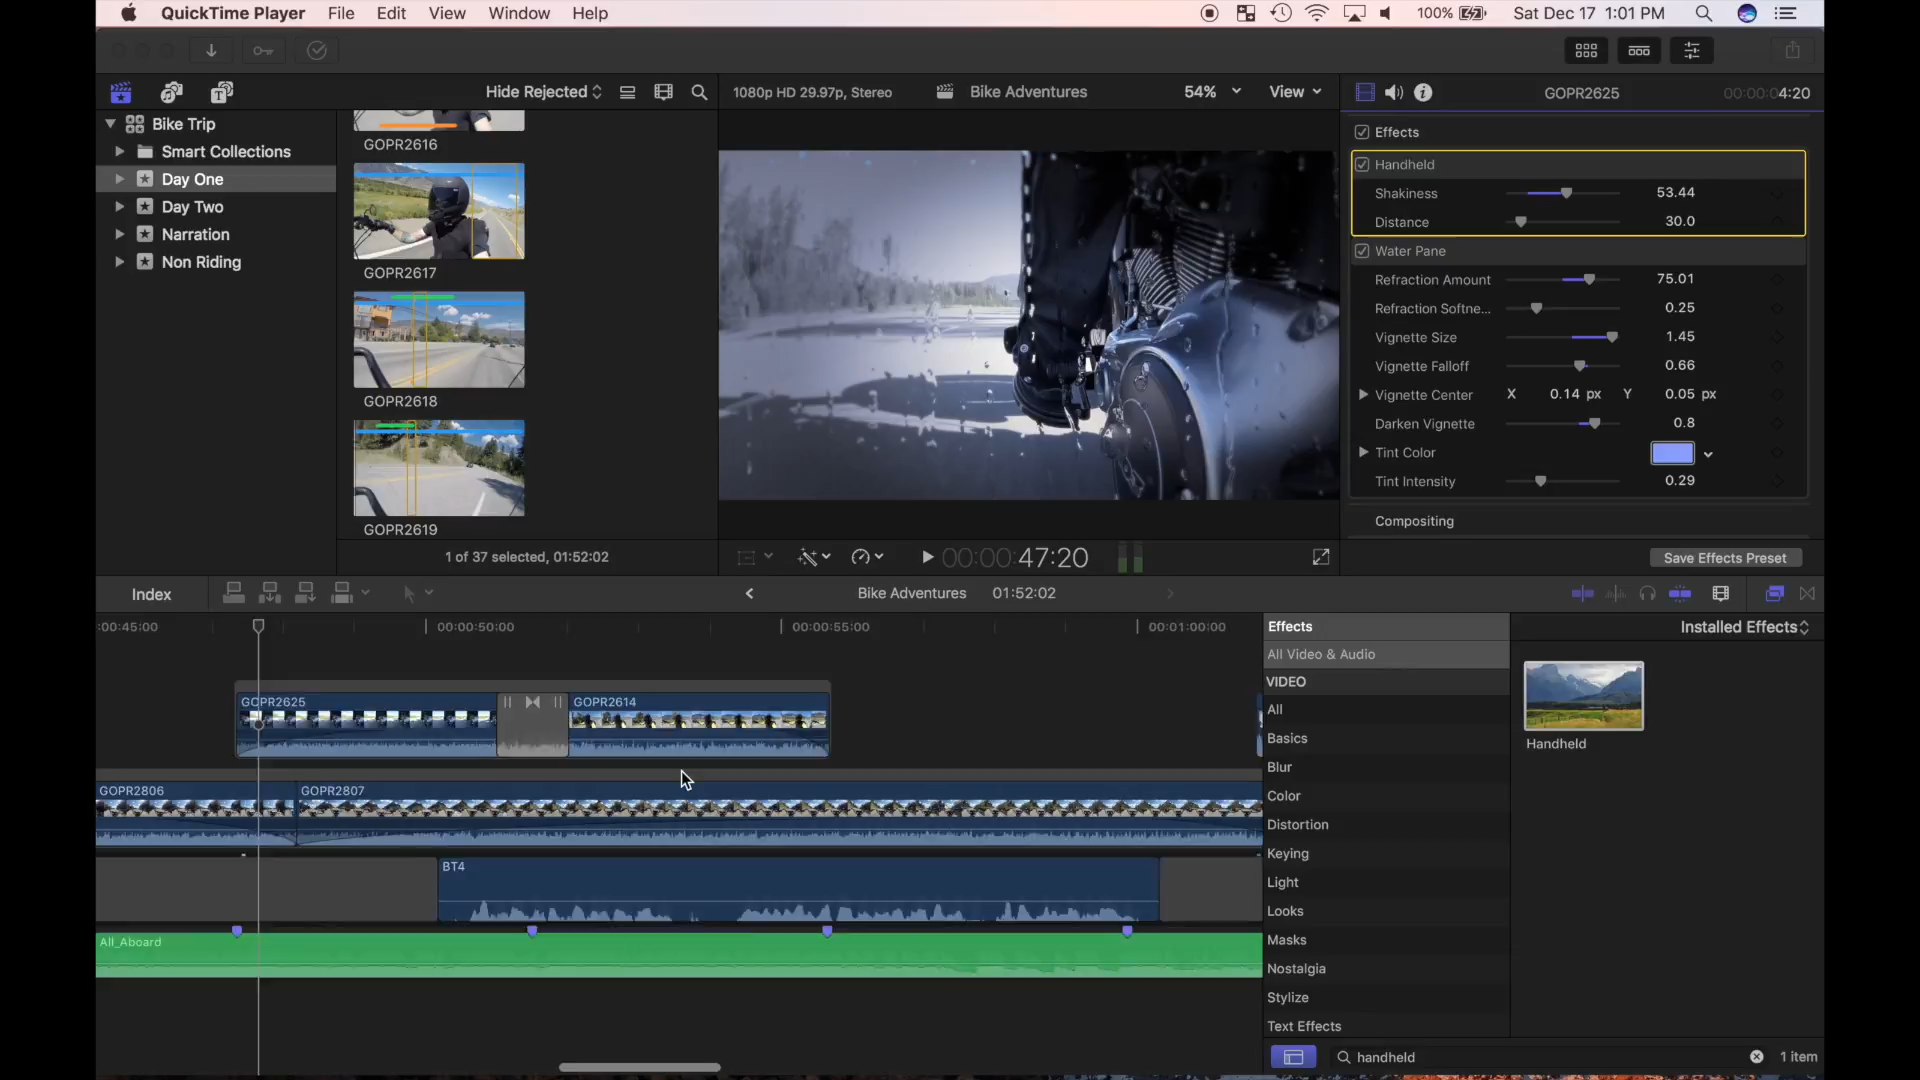 QuickTime Player File Edit View Window Help 100% Sat Dec 17 1:01 PM
Hide Rejected
1080p HD 29.97p, Stereo
Bike Adventures
54%
View
GOPR2625
00:00:04:20
Bike Trip
Smart Collections
Day One
Day Two
Narration
Non Riding
GOPR2616
GOPR2617
GOPR2618
GOPR2619
1 of 37 selected, 01:52:02
00:00:47:20
Effects
Handheld
Shakiness 53.44
Distance 30.0
Water Pane
Refraction Amount 75.01
Refraction Softne... 0.25
Vignette Size 1.45
Vignette Falloff 0.66
Vignette Center X 0.14 px Y 0.05 px
Darken Vignette 0.8
Tint Color
Tint Intensity 0.29
Compositing
Save Effects Preset
Index
Bike Adventures 01:52:02
:00:45:00 00:00:50:00 00:00:55:00 00:01:00:00
GOPR2625 GOPR2614
GOPR2806 GOPR2807
BT4
All_Aboard
Effects
All Video & Audio
VIDEO
All
Basics
Blur
Color
Distortion
Keying
Light
Looks
Masks
Nostalgia
Stylize
Text Effects
Installed Effects
Handheld
handheld
1 item